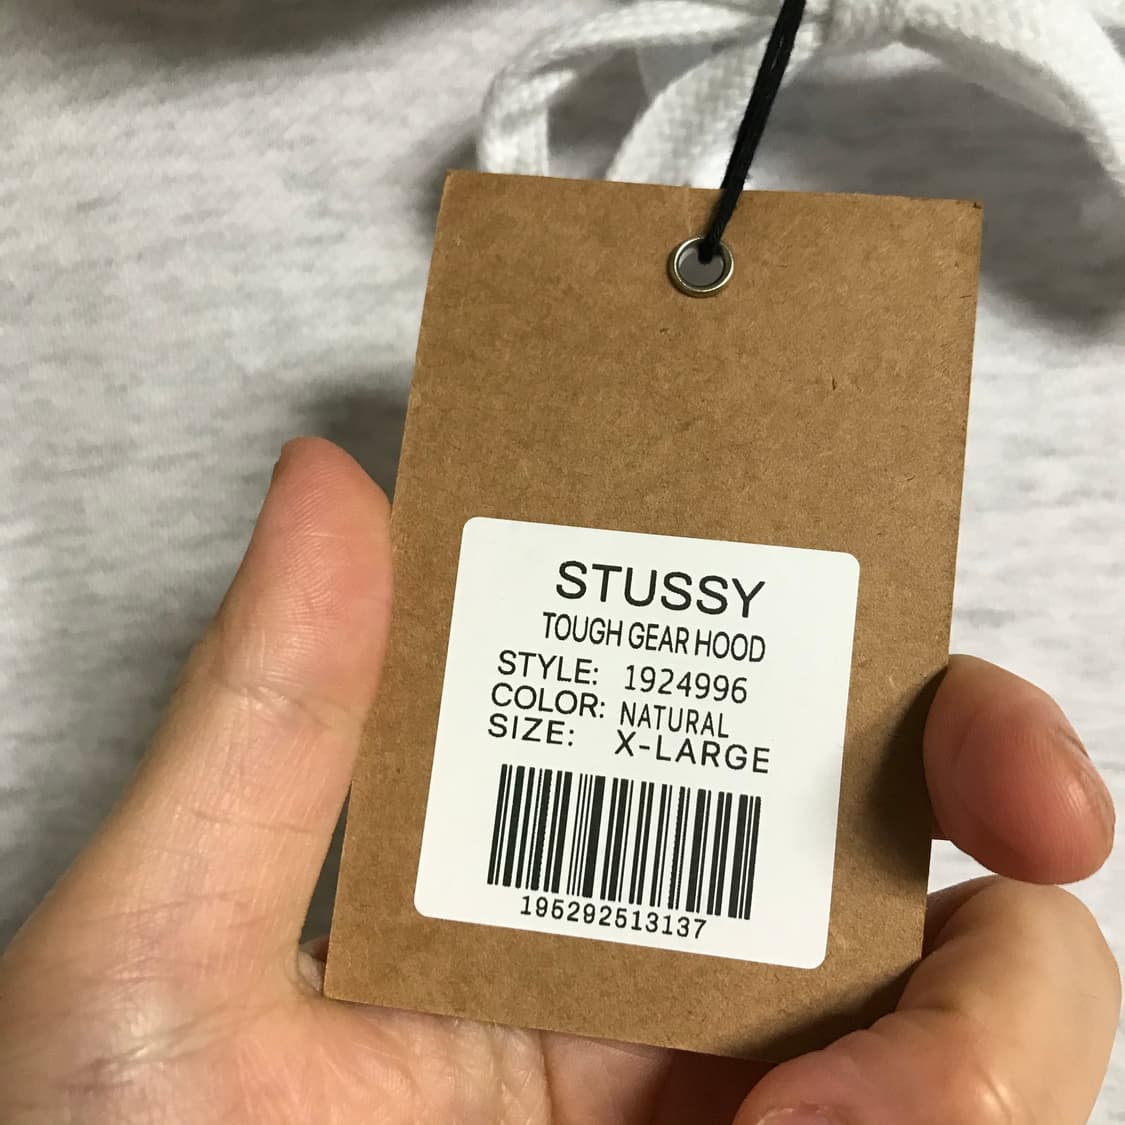 STUSSY
TOUGH GEAR HOOD
STYLE: 1924996
COLOR: NATURAL
SIZE: X-LARGE
195292513137